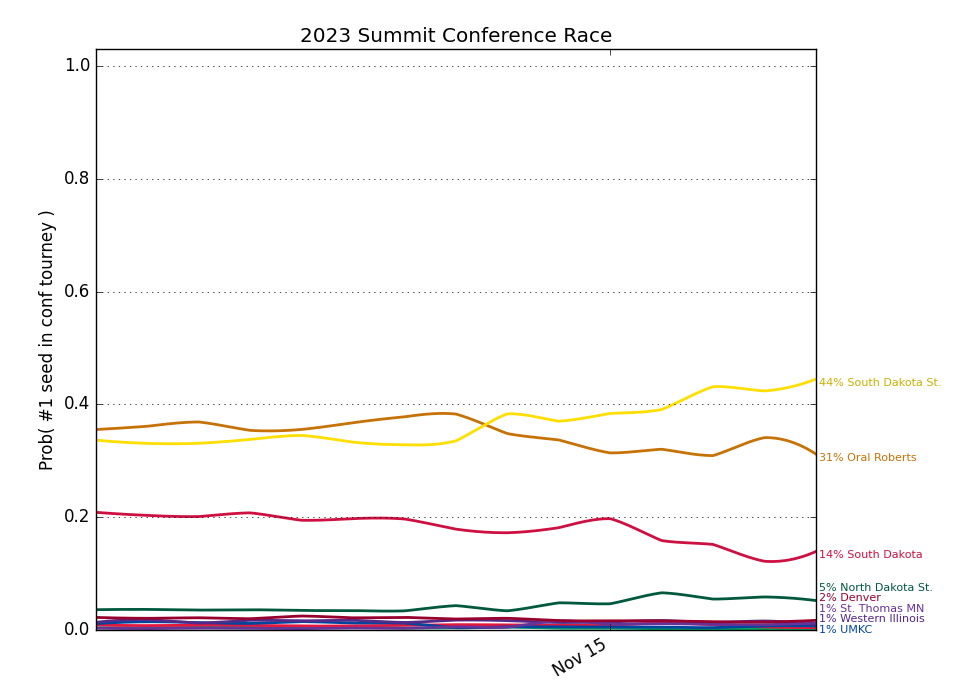 2023 Summit Conference Race
Prob( #1 seed in conf tourney )
1.0
0.8
0.6
0.4
0.2
0.0
Nov 15
44% South Dakota St.
31% Oral Roberts
14% South Dakota
5% North Dakota St.
2% Denver
1% St. Thomas MN
1% Western Illinois
1% UMKC